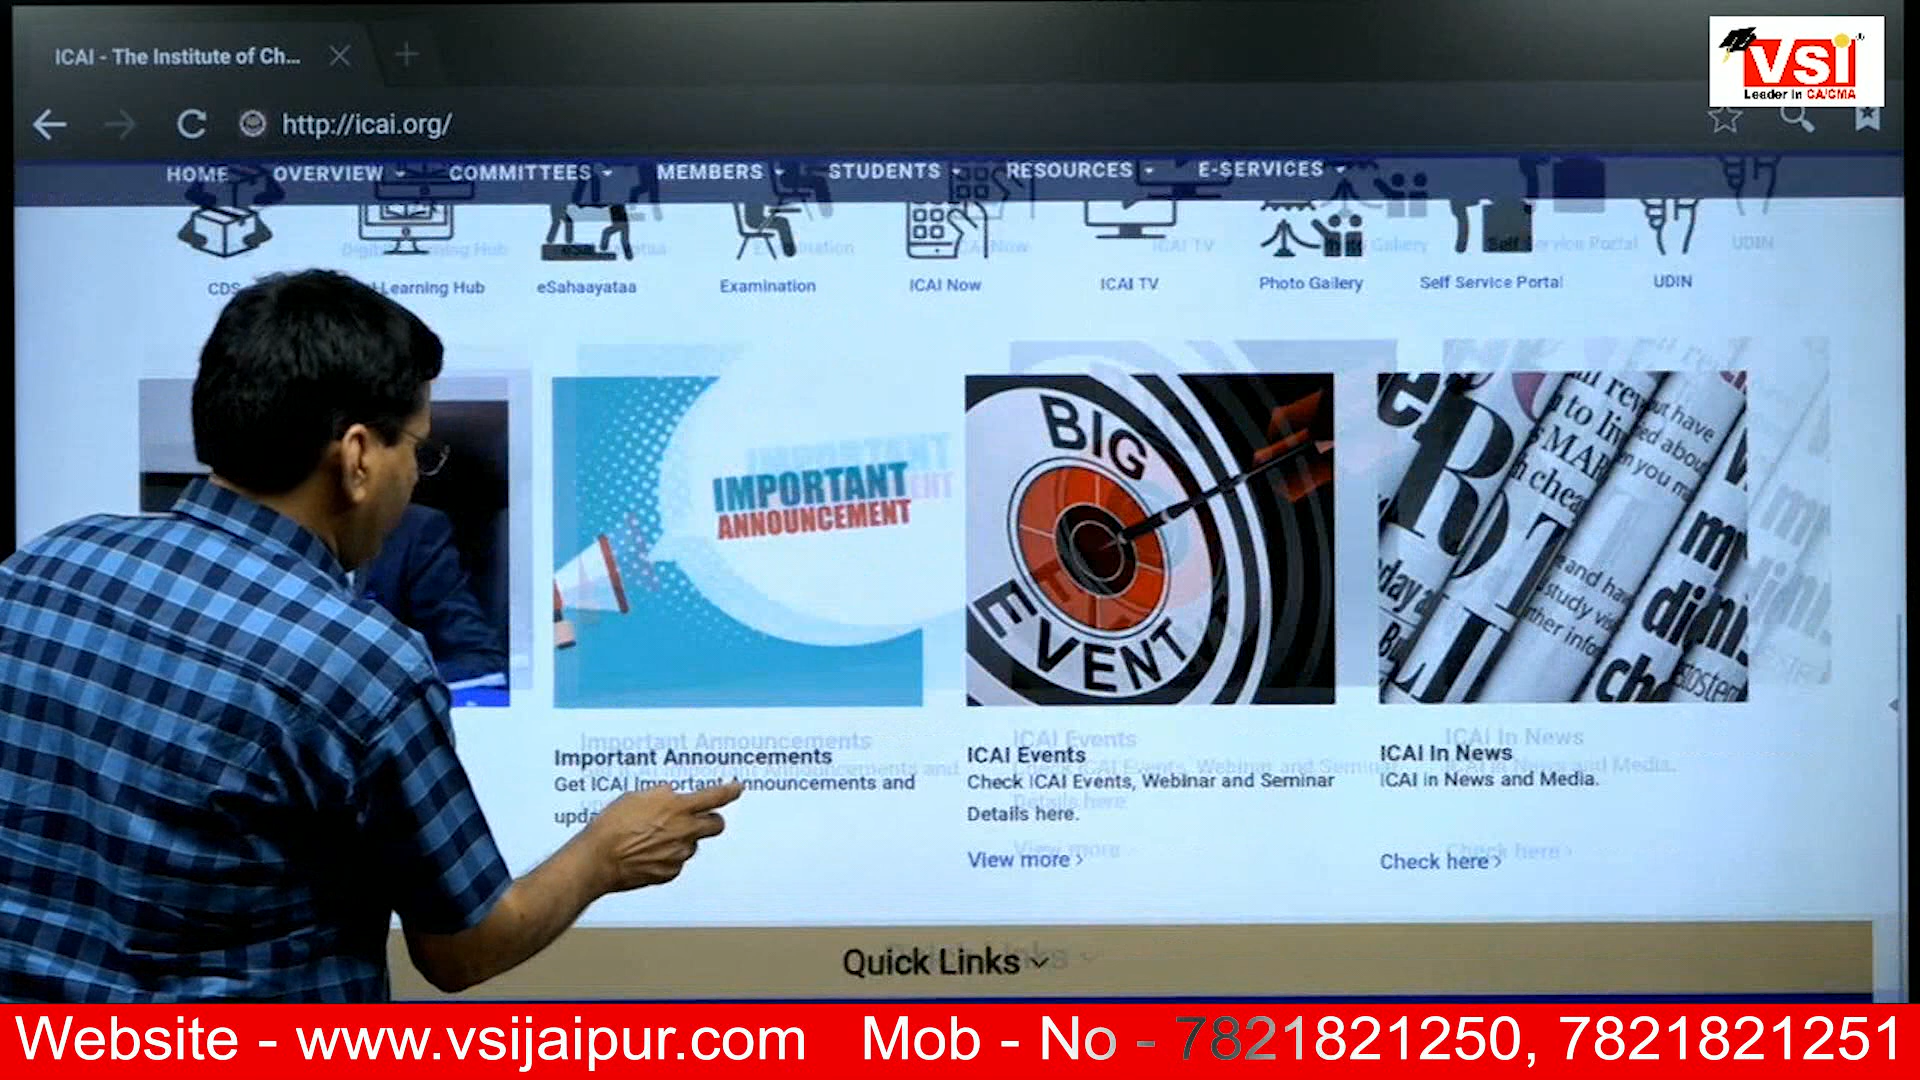 ICAI - The Institute of Ch...
VSI
Leader in CA/CMA
http://icai.org/
HOME OVERVIEW COMMITTEES MEMBERS STUDENTS RESOURCES E-SERVICES
CDS Learning Hub eSahaayataa Examination ICAI Now ICAI TV Photo Gallery Self Service Portal UDIN
IMPORTANT
ANNOUNCEMENT
BIG
EVENT
Important Announcements
Get ICAI Important Announcements and
ICAI Events
Check ICAI Events, Webinar and Seminar
Details here.
View more ›
ICAI In News
ICAI in News and Media.
Check here ›
Quick Links
Website - www.vsijaipur.com Mob - No - 7821821250, 7821821251